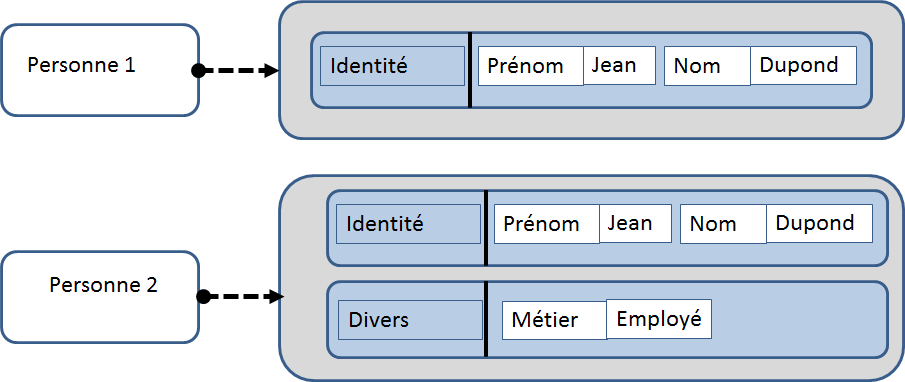 Personne 1
Identité Prénom Jean Nom Dupond
Identité Prénom Jean Nom Dupond
Personne 2
Divers Métier Employé